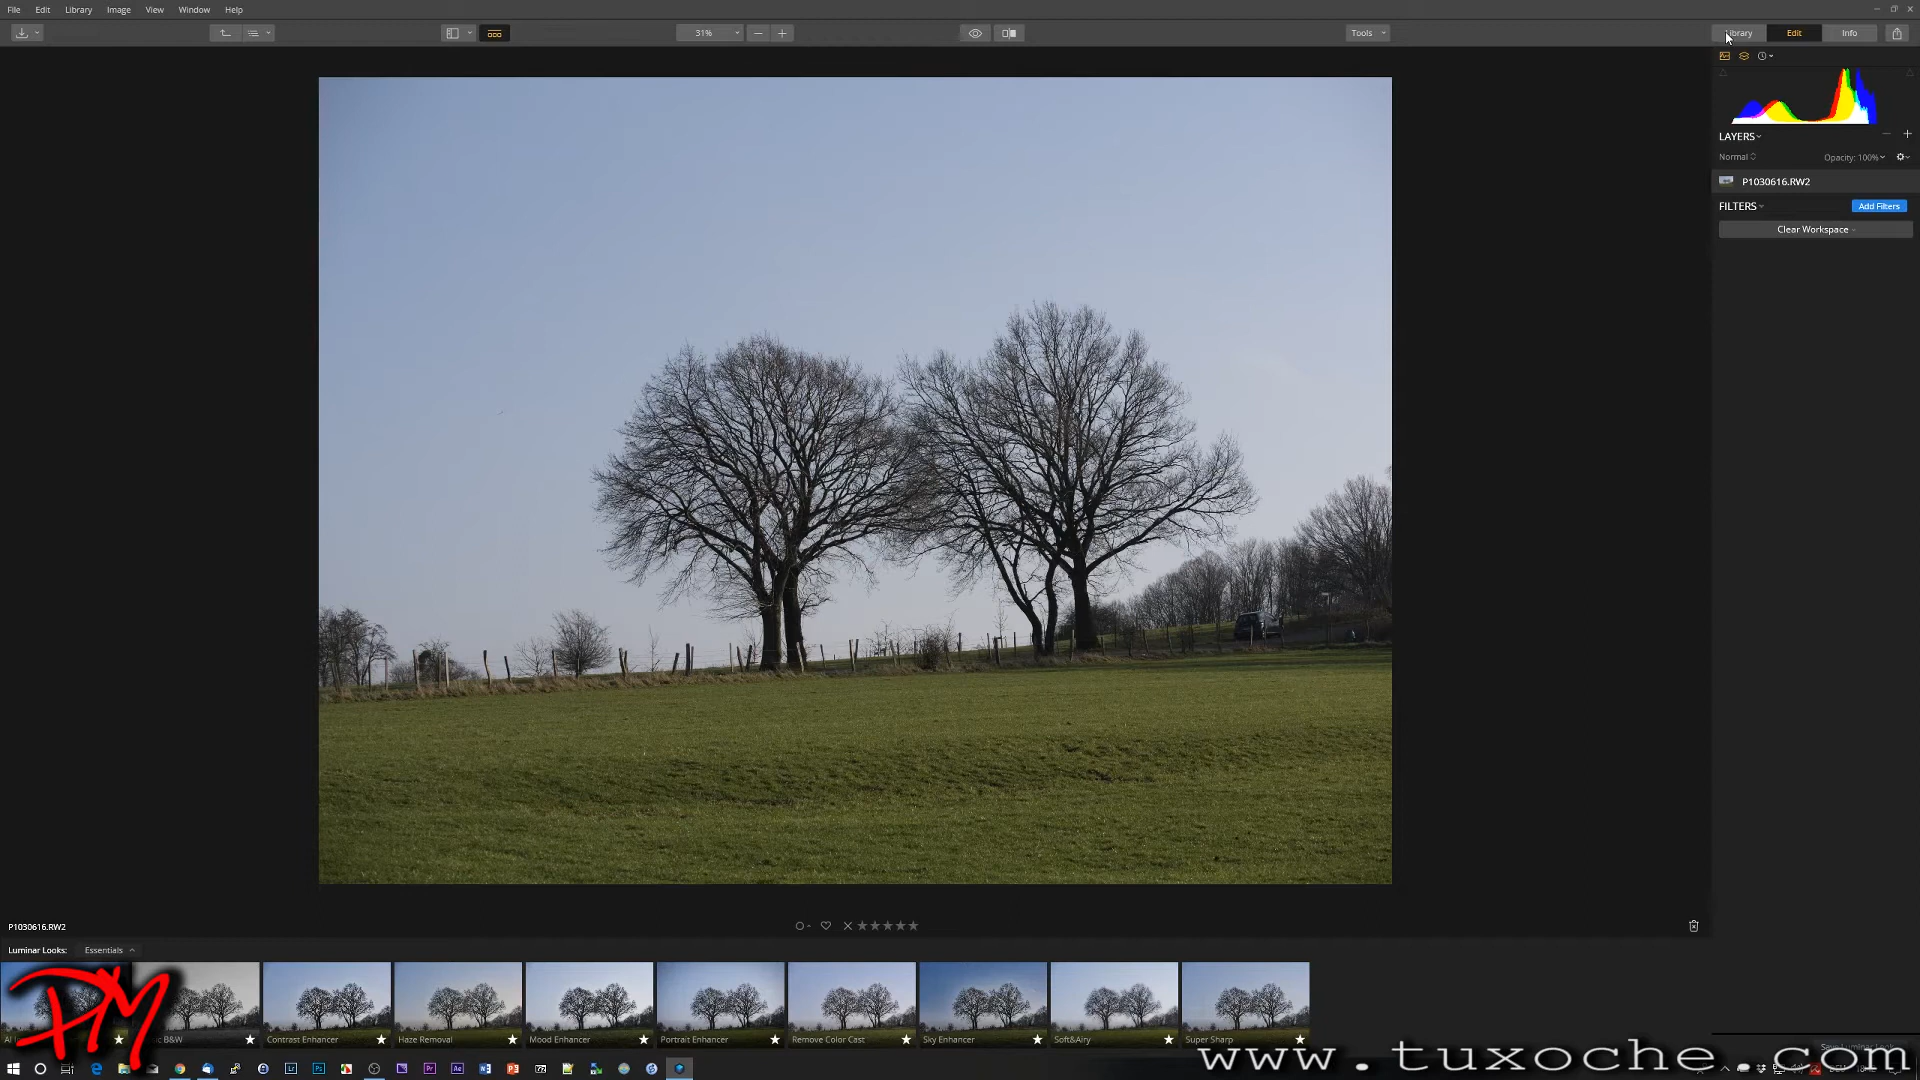 File Edit Library Image View Window Help
31% Tools Library Edit Info
LAYERS
Normal Opacity: 100%
P1030616.RW2
FILTERS Add Filters
Clear Workspace
P1030616.RW2
Luminar Looks: Essentials
B&W Contrast Enhancer Haze Removal Mood Enhancer Portrait Enhancer Remove Color Cast Sky Enhancer Soft&Airy Super Sharp
DM
www.tuxoche.com